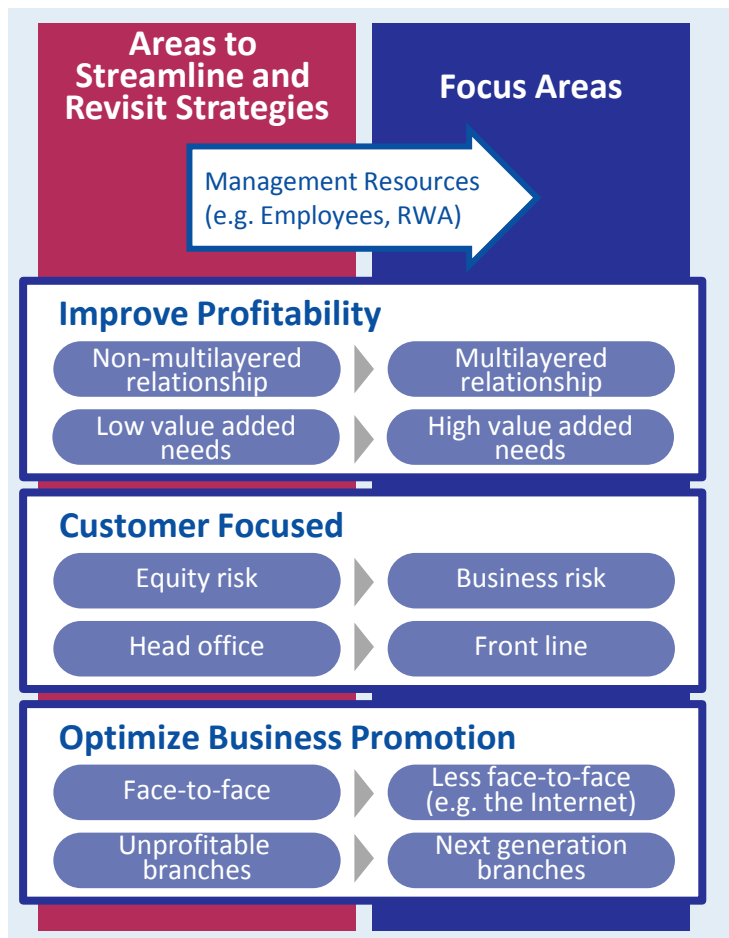 Areas to
Streamline and
Revisit Strategies
Focus Areas
Management Resources
(e.g. Employees, RWA)
Improve Profitability
Non-multilayered
relationship
Multilayered
relationship
Low value added
needs
High value added
needs
Customer Focused
Equity risk
Business risk
Head office
Front line
Optimize Business Promotion
Face-to-face
Less face-to-face
(e.g. the Internet)
Unprofitable
branches
Next generation
branches